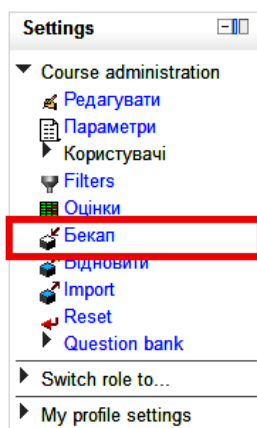 Settings
Course administration
Редагувати
Параметри
Користувачі
Filters
Оцінки
Бекап
Відновити
Import
Reset
Question bank
Switch role to...
My profile settings